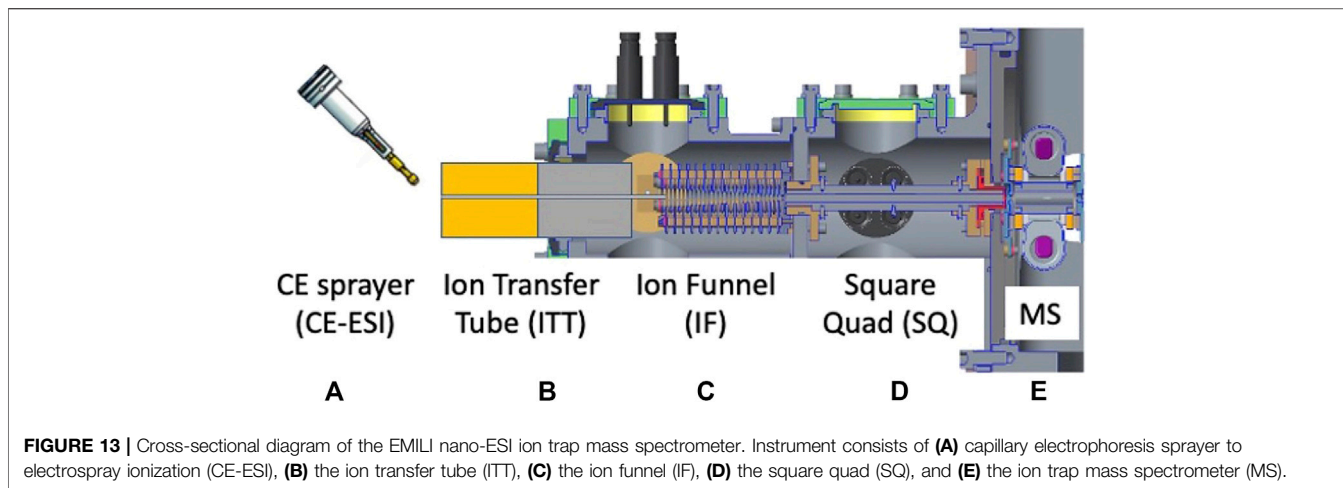 CE sprayer
(CE-ESI)
Ion Transfer
Tube (ITT)
Ion Funnel
(IF)
Square
Quad (SQ)
MS
A
B
C
D
E
FIGURE 13 | Cross-sectional diagram of the EMILI nano-ESI ion trap mass spectrometer. Instrument consists of (A) capillary electrophoresis sprayer to
electrospray ionization (CE-ESI), (B) the ion transfer tube (ITT), (C) the ion funnel (IF), (D) the square quad (SQ), and (E) the ion trap mass spectrometer (MS).